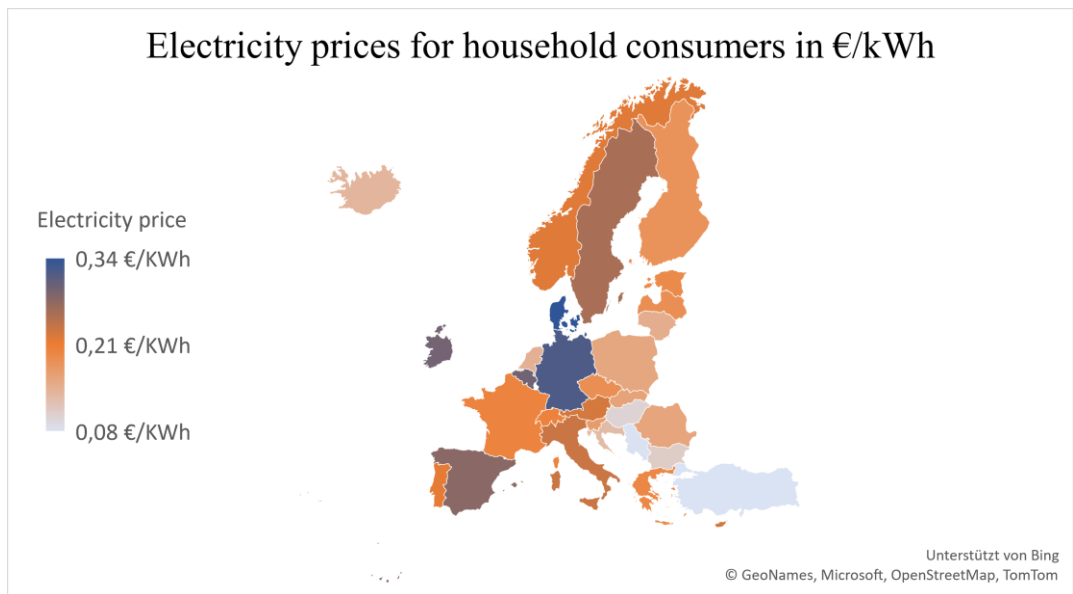 Electricity prices for household consumers in €/kWh
Electricity price
0,34 €/KWh
0,21 €/KWh
0,08 €/KWh
Unterstützt von Bing
© GeoNames, Microsoft, OpenStreetMap, TomTom